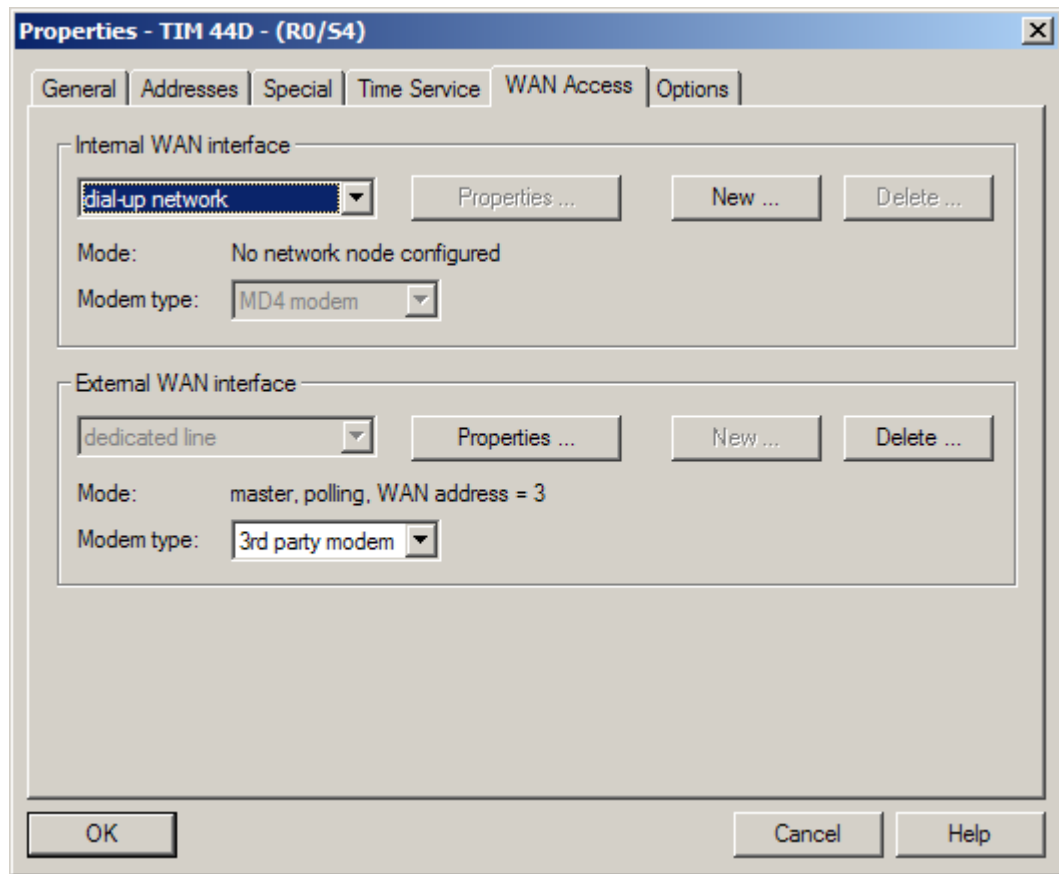 Properties - TIM 44D - (R0/S4)
General Addresses Special Time Service WAN Access Options
Internal WAN interface
dial-up network Properties ... New ... Delete ...
Mode: No network node configured
Modem type: MD4 modem
External WAN interface
dedicated line Properties ... New ... Delete ...
Mode: master, polling, WAN address = 3
Modem type: 3rd party modem
OK Cancel Help